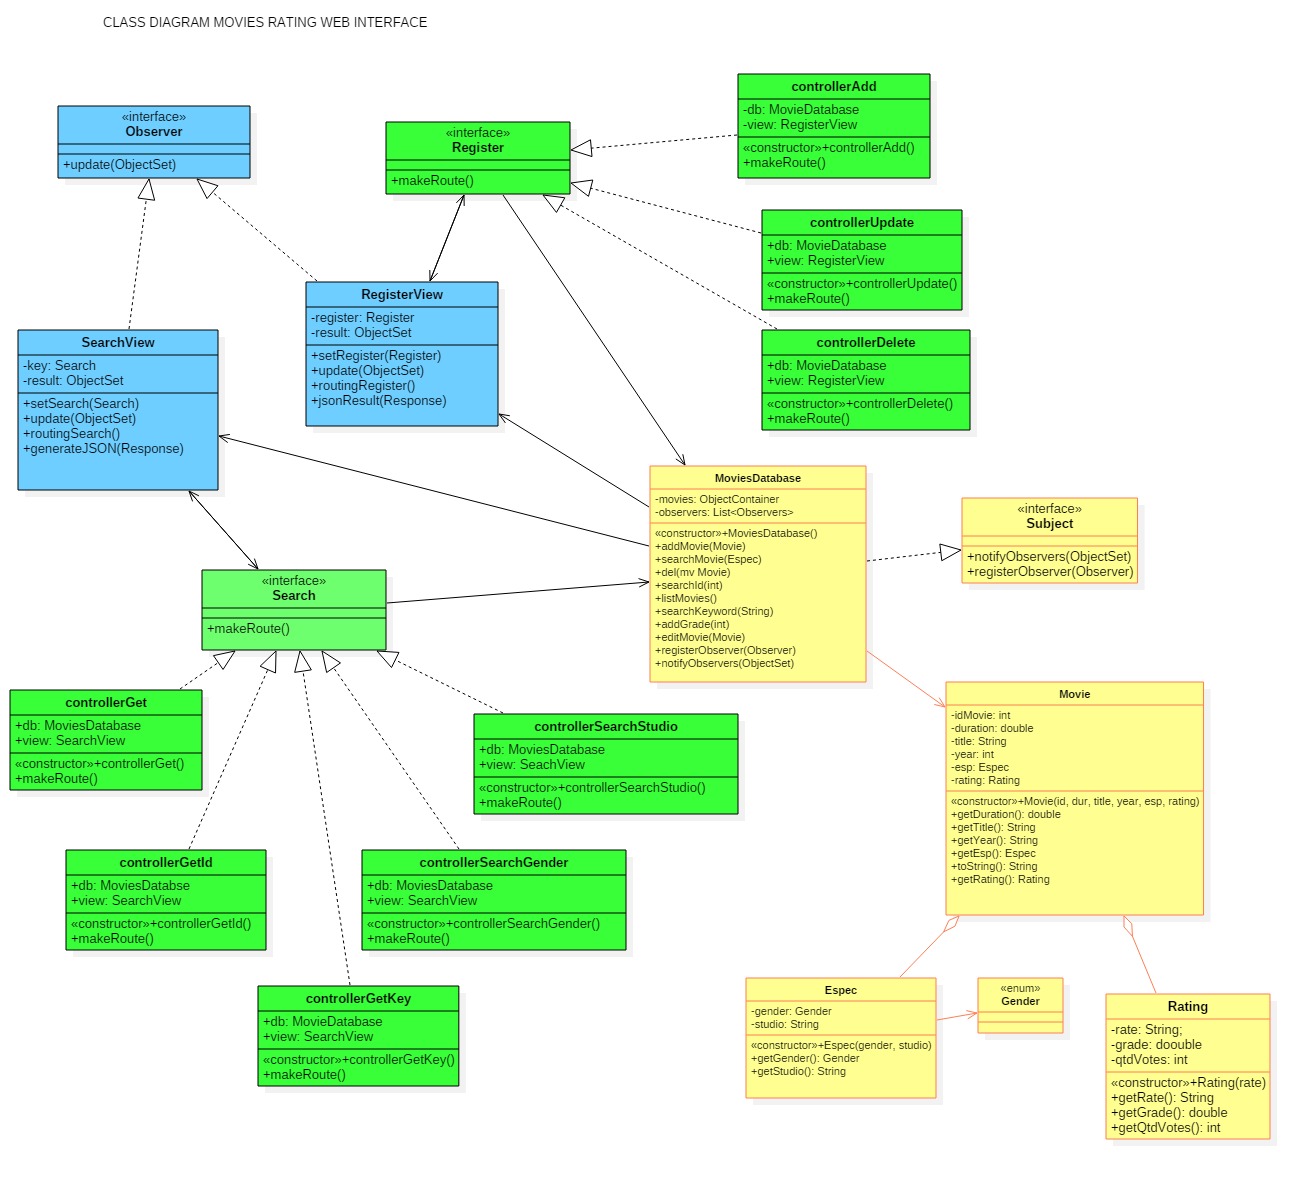 CLASS DIAGRAM MOVIES RATING WEB INTERFACE
«interface»
Observer
+update(ObjectSet)
«interface»
Register
+makeRoute()
controllerAdd
-db: MovieDatabase
-view: RegisterView
«constructor»+controllerAdd()
+makeRoute()
controllerUpdate
+db: MovieDatabase
+view: RegisterView
«constructor»+controllerUpdate()
+makeRoute()
RegisterView
-register: Register
-result: ObjectSet
+setRegister(Register)
+update(ObjectSet)
+routingRegister()
+jsonResult(Response)
SearchView
-key: Search
-result: ObjectSet
+setSearch(Search)
+update(ObjectSet)
+routingSearch()
+generateJSON(Response)
controllerDelete
+db: MovieDatabase
+view: RegisterView
«constructor»+controllerDelete()
+makeRoute()
MoviesDatabase
-movies: ObjectContainer
-observers: List<Observers>
«constructor»+MoviesDatabase()
+addMovie(Movie)
+searchMovie(Espec)
+del(mv Movie)
+searchId(int)
+listMovies()
+searchKeyword(String)
+addGrade(int)
+editMovie(Movie)
+registerObserver(Observer)
+notifyObservers(ObjectSet)
«interface»
Subject
+notifyObservers(ObjectSet)
+registerObserver(Observer)
«interface»
Search
+makeRoute()
controllerGet
+db: MoviesDatabase
+view: SearchView
«constructor»+controllerGet()
+makeRoute()
controllerSearchStudio
+db: MoviesDatabase
+view: SeachView
«constructor»+controllerSearchStudio()
+makeRoute()
Movie
-idMovie: int
-duration: double
-title: String
-year: int
-esp: Espec
-rating: Rating
«constructor»+Movie(id, dur, title, year, esp, rating)
+getDuration(): double
+getTitle(): String
+getYear(): String
+getEsp(): Espec
+toString(): String
+getRating(): Rating
controllerGetId
+db: MoviesDatabse
+view: SearchView
«constructor»+controllerGetId()
+makeRoute()
controllerSearchGender
+db: MoviesDatabase
+view: SearchView
«constructor»+controllerSearchGender()
+makeRoute()
controllerGetKey
+db: MovieDatabase
+view: SearchView
«constructor»+controllerGetKey()
+makeRoute()
Espec
-gender: Gender
-studio: String
«constructor»+Espec(gender, studio)
+getGender(): Gender
+getStudio(): String
«enum»
Gender
Rating
-rate: String;
-grade: doouble
-qtdVotes: int
«constructor»+Rating(rate)
+getRate(): String
+getGrade(): double
+getQtdVotes(): int